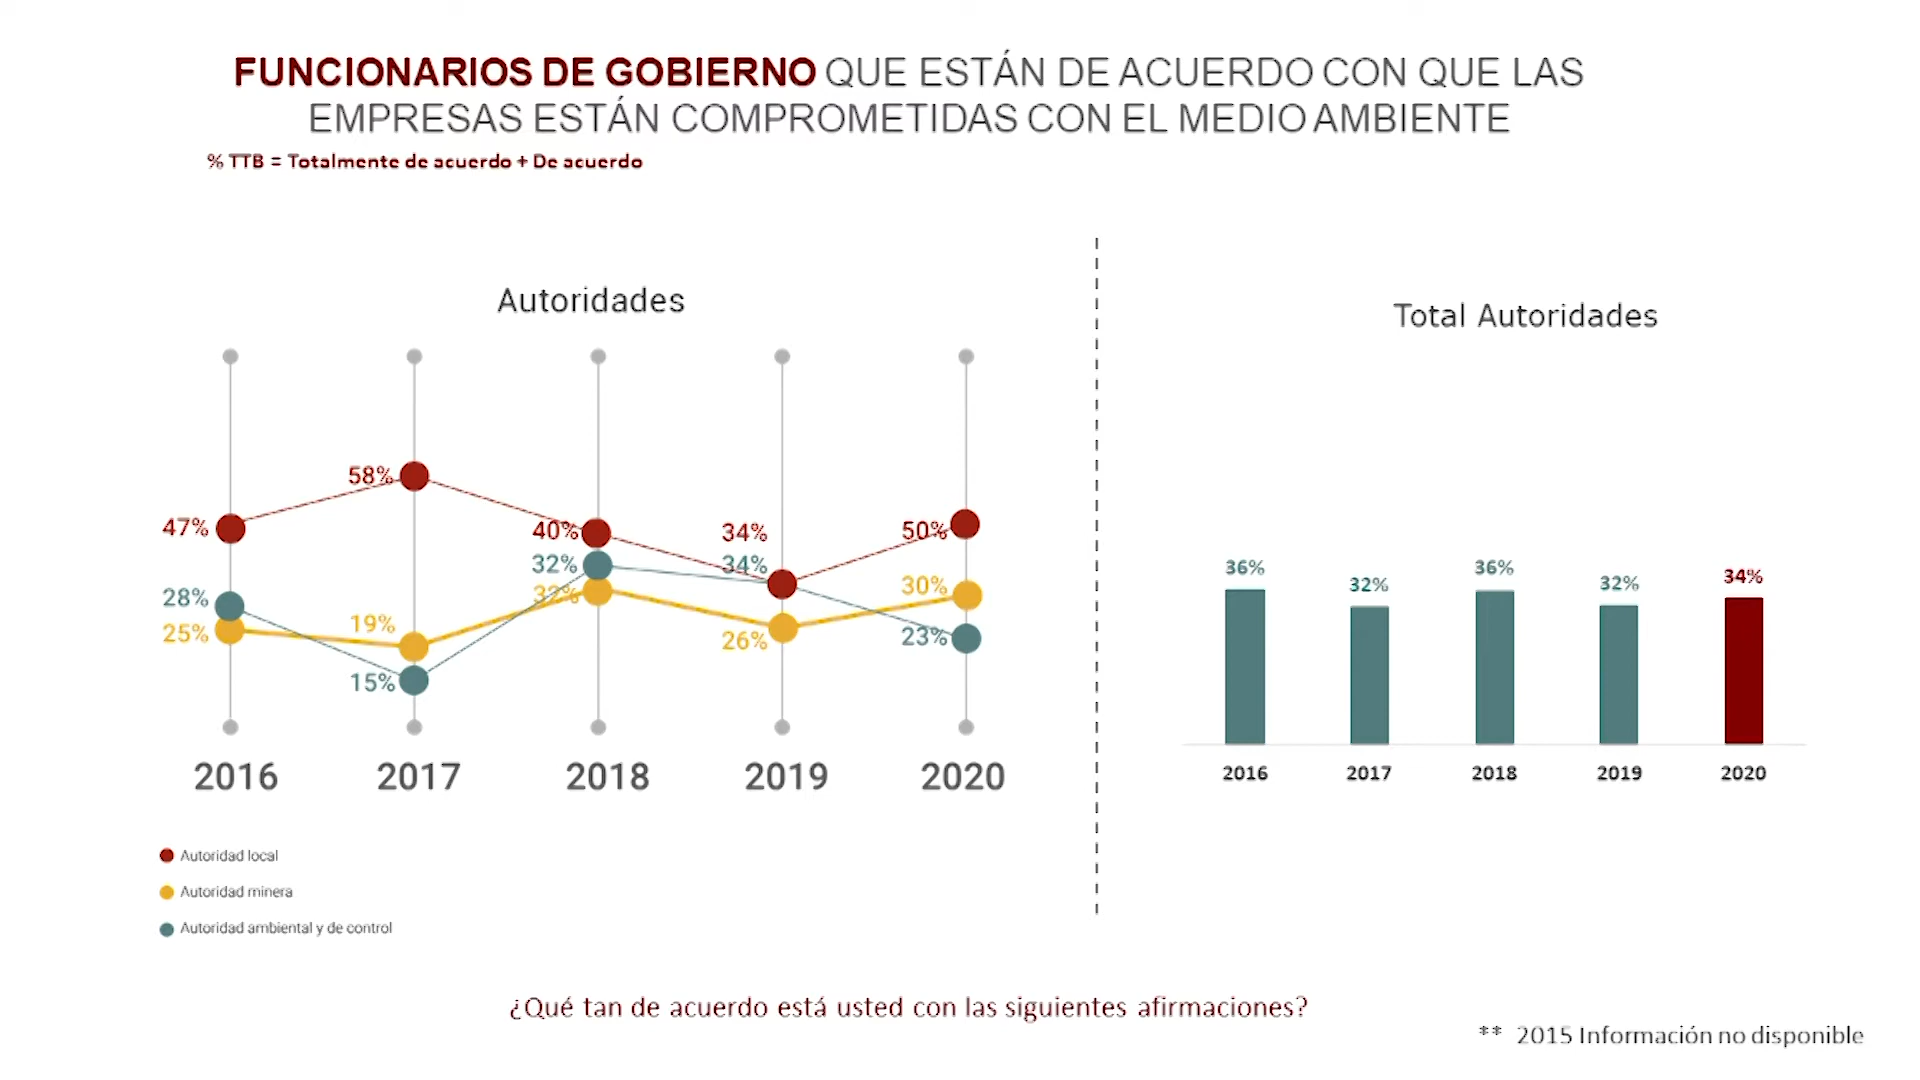 FUNCIONARIOS DE GOBIERNO QUE ESTÁN DE ACUERDO CON QUE LAS
EMPRESAS ESTÁN COMPROMETIDAS CON EL MEDIO AMBIENTE
% TTB = Totalmente de acuerdo + De acuerdo
Autoridades
47%
28%
25%
58%
19%
15%
40%
32%
32%
34%
34%
26%
50%
30%
23%
2016 2017 2018 2019 2020
Autoridad local
Autoridad minera
Autoridad ambiental y de control
Total Autoridades
36% 32% 36% 32% 34%
2016 2017 2018 2019 2020
¿Qué tan de acuerdo está usted con las siguientes afirmaciones?
** 2015 Información no disponible